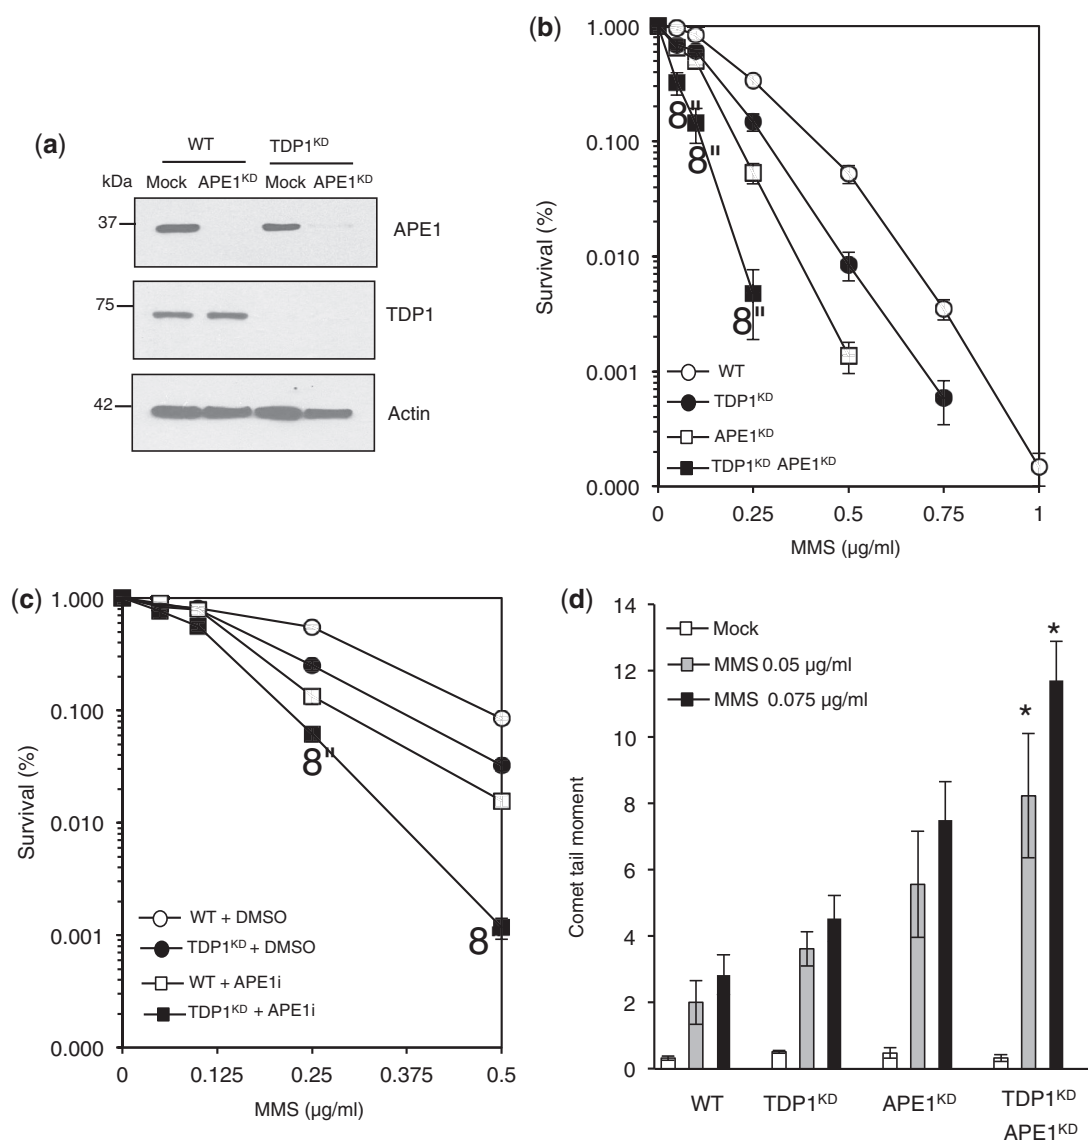 (a)
WT TDP1KD
kDa Mock APE1KD Mock APE1KD
37 APE1
75 TDP1
42 Actin
(b)
Survival (%)
1.000
0.100
0.010
0.001
0.000
8"
8"
8"
WT
TDP1KD
APE1KD
TDP1KD APE1KD
0 0.25 0.5 0.75 1
MMS (µg/ml)
(c)
Survival (%)
1.000
0.100
0.010
0.001
0.000
8"
8
WT + DMSO
TDP1KD + DMSO
WT + APE1i
TDP1KD + APE1i
0 0.125 0.25 0.375 0.5
MMS (µg/ml)
(d)
Comet tail moment
14
12
10
8
6
4
2
0
Mock
MMS 0.05 µg/ml
MMS 0.075 µg/ml
*
*
WT TDP1KD APE1KD TDP1KD
APE1KD